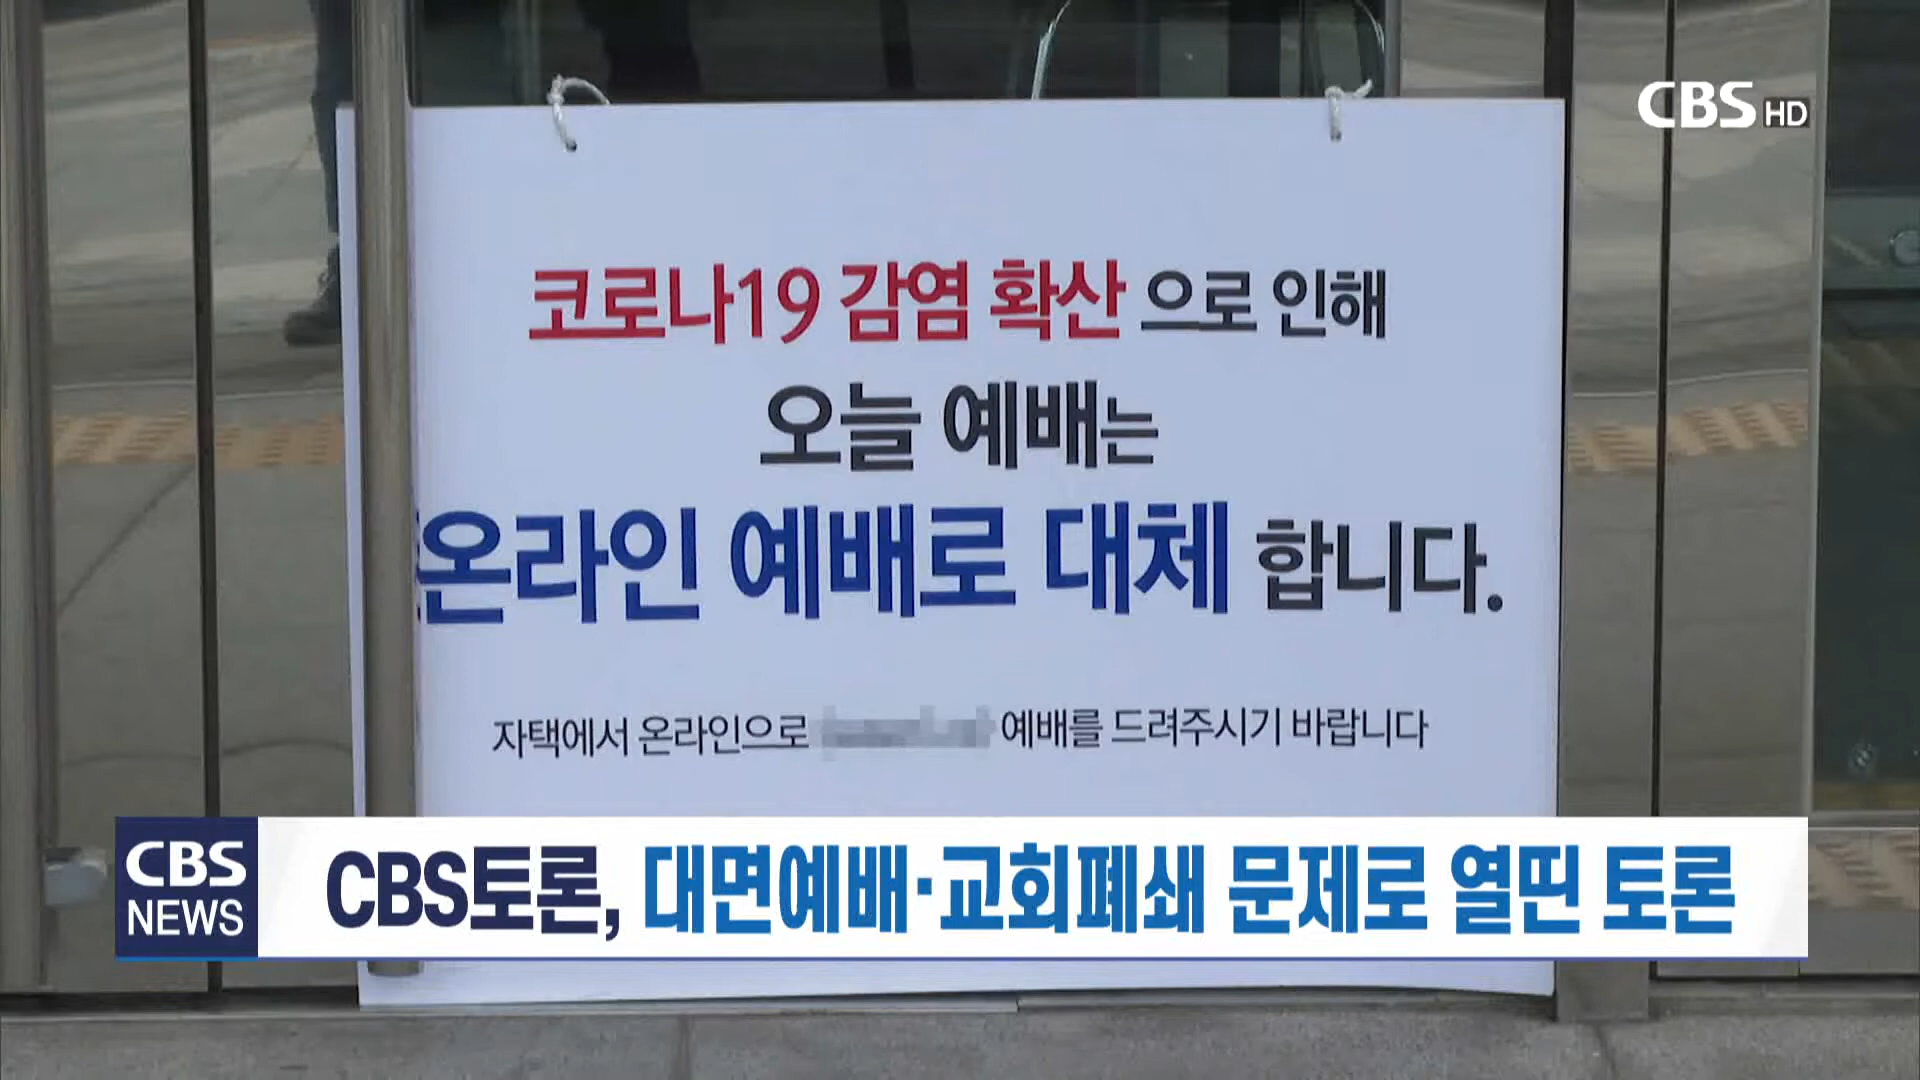 CBS HD
코로나19 감염 확산 으로 인해
오늘 예배는
온라인 예배로 대체 합니다.
자택에서 온라인으로 예배를 드려주시기 바랍니다
CBS
NEWS
CBS토론, 대면예배·교회폐쇄 문제로 열띤 토론